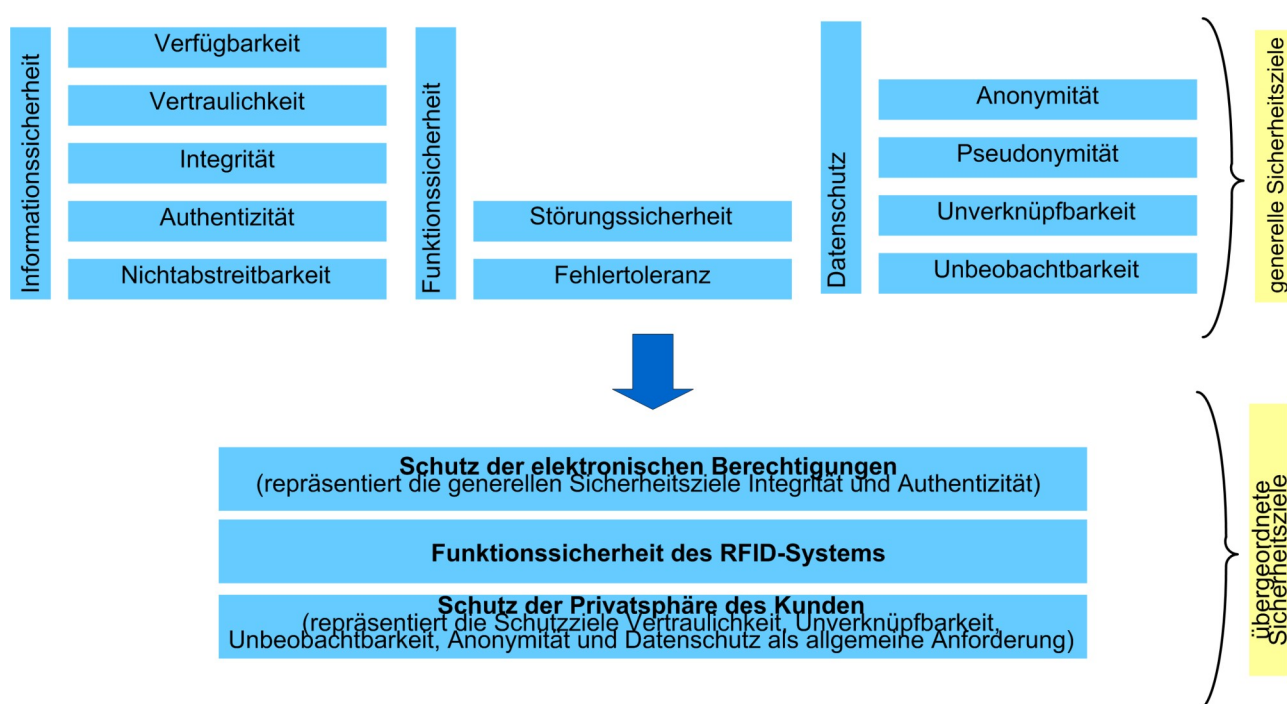 Informationssicherheit
Verfügbarkeit
Vertraulichkeit
Integrität
Authentizität
Nichtabstreitbarkeit
Funktionssicherheit
Störungssicherheit
Fehlertoleranz
Datenschutz
Anonymität
Pseudonymität
Unverknüpfbarkeit
Unbeobachtbarkeit
generelle Sicherheitsziele
Schutz der elektronischen Berechtigungen
(repräsentiert die generellen Sicherheitsziele Integrität und Authentizität)
Funktionssicherheit des RFID-Systems
Schutz der Privatsphäre des Kunden
(repräsentiert die Schutzziele Vertraulichkeit, Unverknüpfbarkeit,
Unbeobachtbarkeit, Anonymität und Datenschutz als allgemeine Anforderung)
übergeordnete
Sicherheitsziele